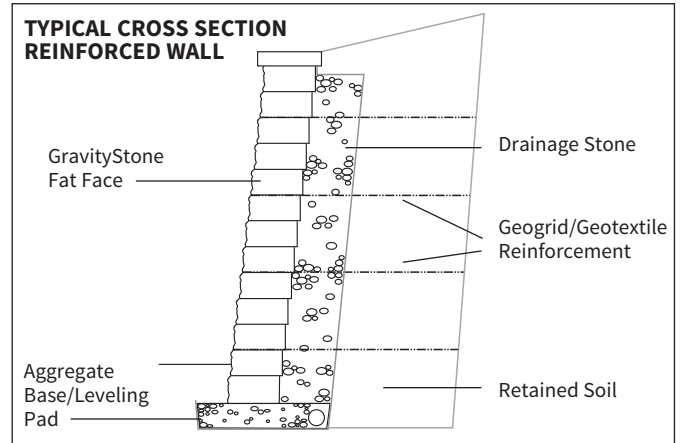 TYPICAL CROSS SECTION
REINFORCED WALL
GravityStone
Fat Face
Drainage Stone
Geogrid/Geotextile
Reinforcement
Aggregate
Base/Leveling
Pad
Retained Soil